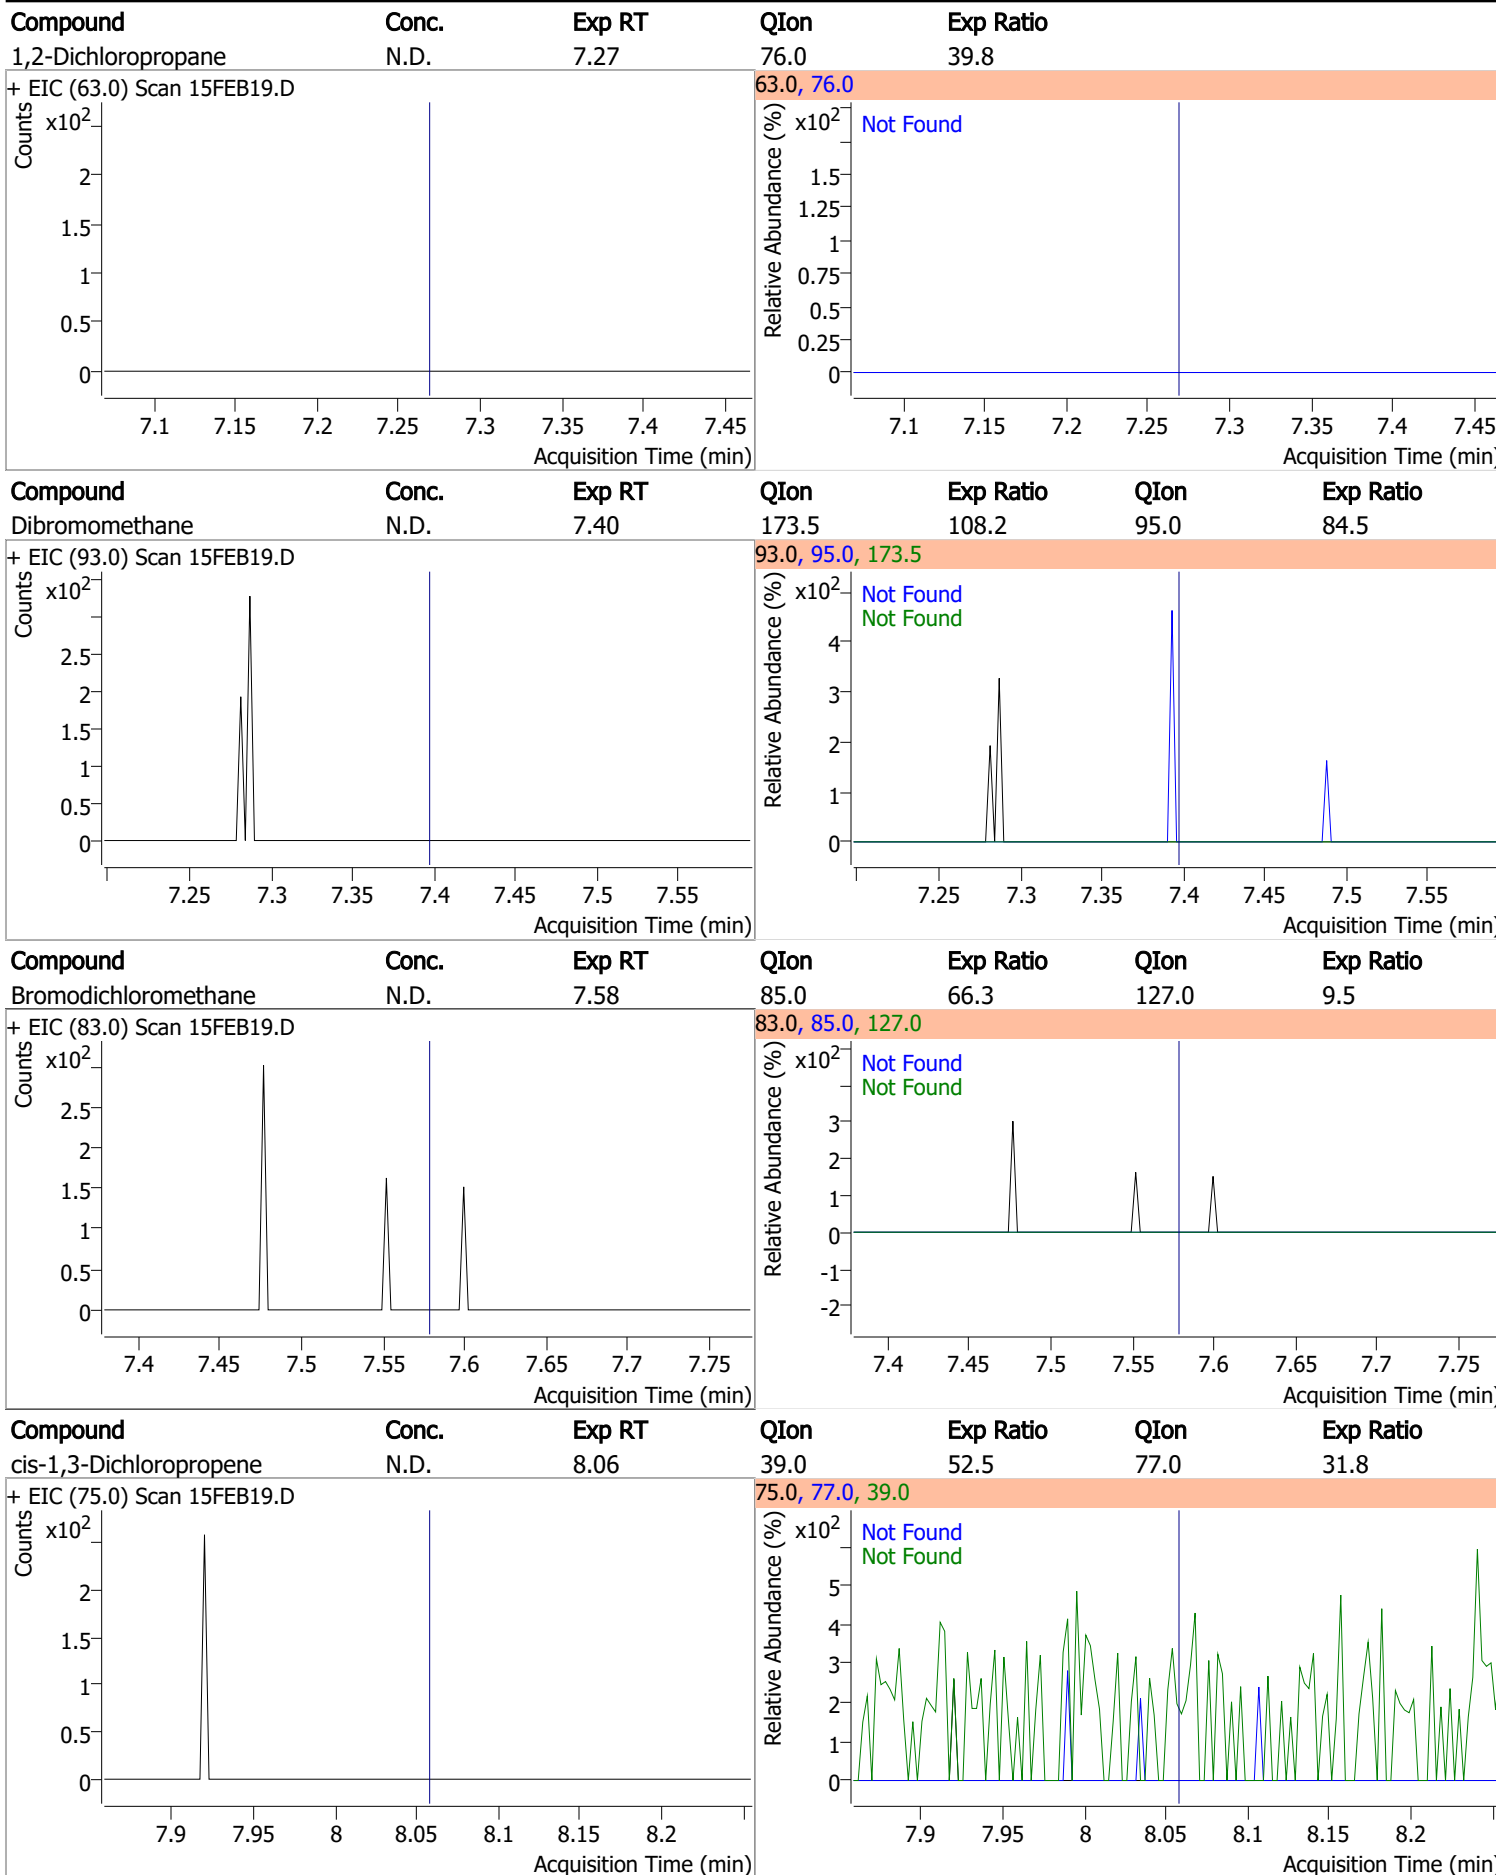 Compound Conc. Exp RT QIon Exp Ratio
1,2-Dichloropropane N.D. 7.27 76.0 39.8
+ EIC (63.0) Scan 15FEB19.D 63.0, 76.0
Counts
x10²
2
1.5
1
0.5
0
7.1 7.15 7.2 7.25 7.3 7.35 7.4 7.45
Acquisition Time (min)
Relative Abundance (%)
x10²
Not Found
1.5
1.25
1
0.75
0.5
0.25
0
7.1 7.15 7.2 7.25 7.3 7.35 7.4 7.45
Acquisition Time (min)
Compound Conc. Exp RT QIon Exp Ratio QIon Exp Ratio
Dibromomethane N.D. 7.40 173.5 108.2 95.0 84.5
+ EIC (93.0) Scan 15FEB19.D 93.0, 95.0, 173.5
Counts
x10²
2.5
2
1.5
1
0.5
0
7.25 7.3 7.35 7.4 7.45 7.5 7.55
Acquisition Time (min)
Relative Abundance (%)
x10²
Not Found
Not Found
4
3
2
1
0
7.25 7.3 7.35 7.4 7.45 7.5 7.55
Acquisition Time (min)
Compound Conc. Exp RT QIon Exp Ratio QIon Exp Ratio
Bromodichloromethane N.D. 7.58 85.0 66.3 127.0 9.5
+ EIC (83.0) Scan 15FEB19.D 83.0, 85.0, 127.0
Counts
x10²
2.5
2
1.5
1
0.5
0
7.4 7.45 7.5 7.55 7.6 7.65 7.7 7.75
Acquisition Time (min)
Relative Abundance (%)
x10²
Not Found
Not Found
3
2
1
0
-1
-2
7.4 7.45 7.5 7.55 7.6 7.65 7.7 7.75
Acquisition Time (min)
Compound Conc. Exp RT QIon Exp Ratio QIon Exp Ratio
cis-1,3-Dichloropropene N.D. 8.06 39.0 52.5 77.0 31.8
+ EIC (75.0) Scan 15FEB19.D 75.0, 77.0, 39.0
Counts
x10²
2
1.5
1
0.5
0
7.9 7.95 8 8.05 8.1 8.15 8.2
Acquisition Time (min)
Relative Abundance (%)
x10²
Not Found
Not Found
5
4
3
2
1
0
7.9 7.95 8 8.05 8.1 8.15 8.2
Acquisition Time (min)